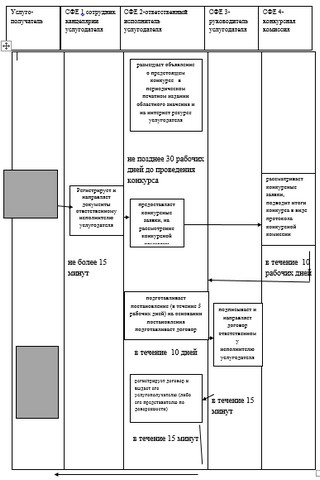 Услуго-
получатель
СФЕ 1 сотрудник
канцелярии
услугодателя
СФЕ 2-ответственный
исполнитель
услугодателя
СФЕ 3-
руководитель
услугодателя
СФЕ 4-
конкурсная
комиссия
размещает объявление
о предстоящем
конкурсе в
периодическом
печатном издании
областного значения и
на интернет ресурсе
услугодателя
не позднее 30 рабочих
дней до проведения
конкурса
Регистрирует и
направляет
документы
ответственному
исполнителю
услугодателя
не более 15
минут
предоставляет
конкурсные
заявки, на
рассмотрение
конкурсной
рассматривает
конкурсные
заявки,
подводит итоги
конкурса в виде
протокола
конкурсной
комиссии
в течение 10
рабочих дней
подготавливает
постановление (в течение 5
рабочих дней) на основании
постановления
подготавливает договор
в течение 10 дней
подписывает и
направляет
договор
ответственном
у
исполнителю
услугодателя
в течение 15
минут
регистрирует договор и
выдает его
услугополучателю (либо
его представителю по
доверенности)
в течение 15 минут